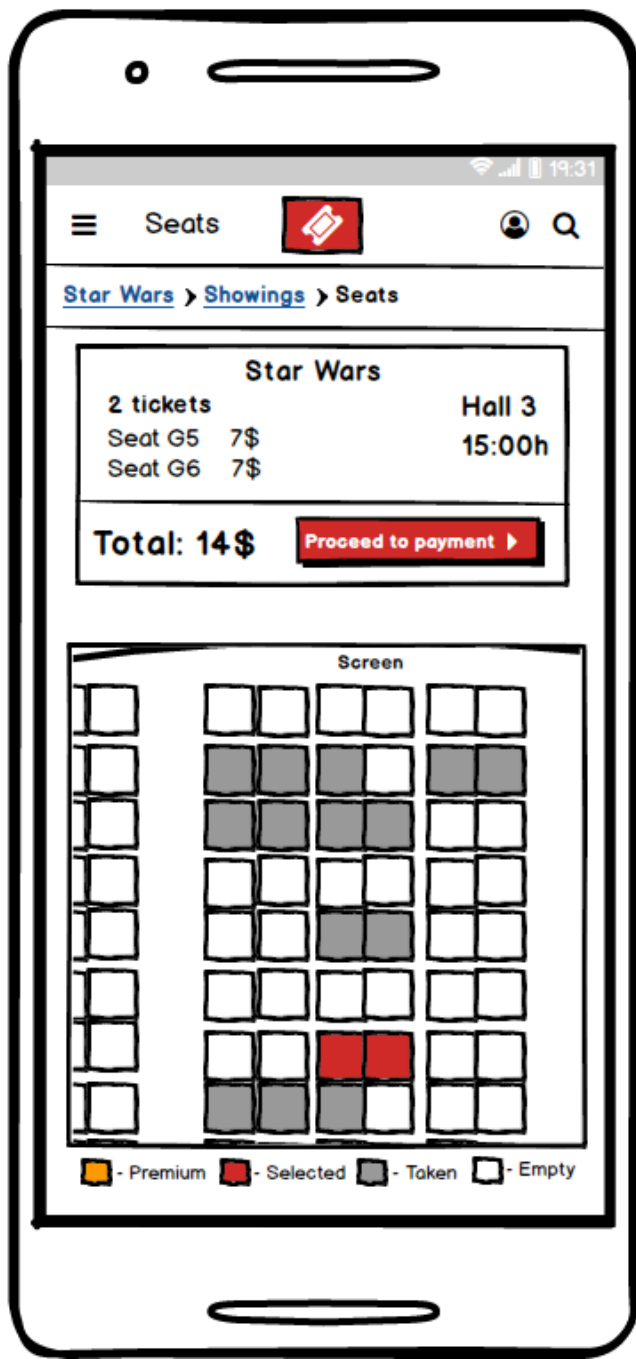 19:31
Seats
Star Wars > Showings > Seats
Star Wars
2 tickets
Hall 3
Seat G5 7$
15:00h
Seat G6 7$
Total: 14$
Proceed to payment
Screen
- Premium - Selected - Taken - Empty